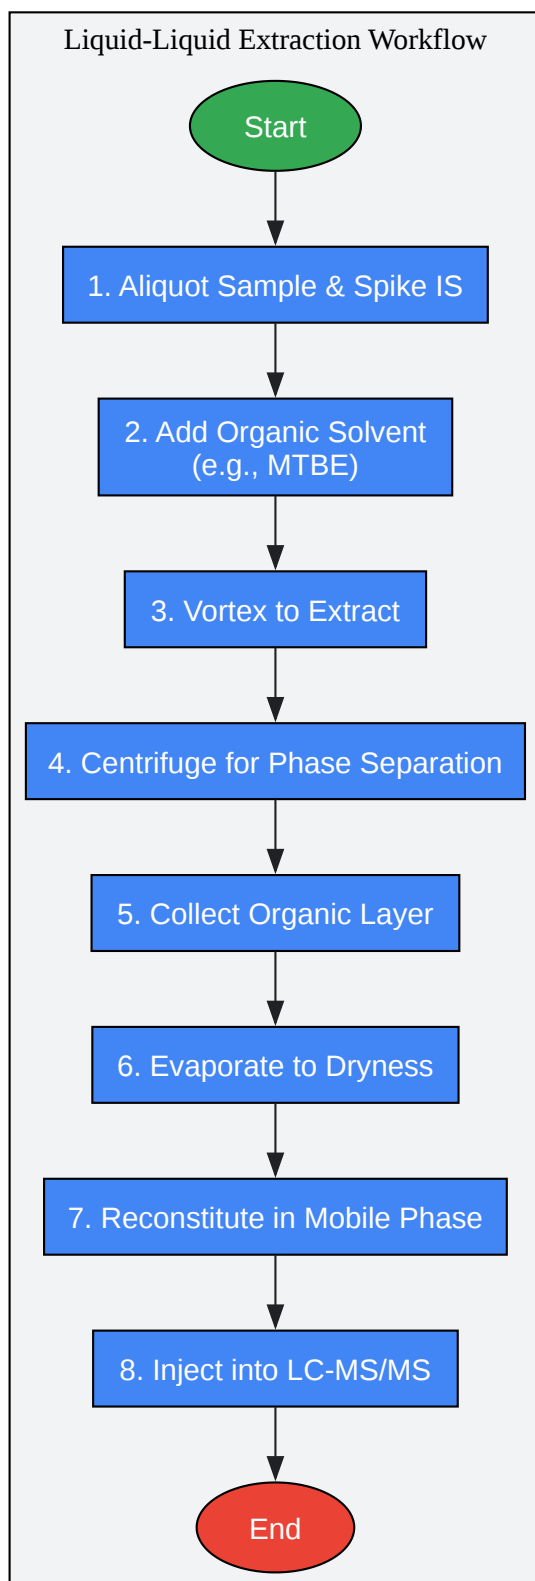 Liquid-Liquid Extraction Workflow
Start
1. Aliquot Sample & Spike IS
2. Add Organic Solvent
(e.g., MTBE)
3. Vortex to Extract
4. Centrifuge for Phase Separation
5. Collect Organic Layer
6. Evaporate to Dryness
7. Reconstitute in Mobile Phase
8. Inject into LC-MS/MS
End